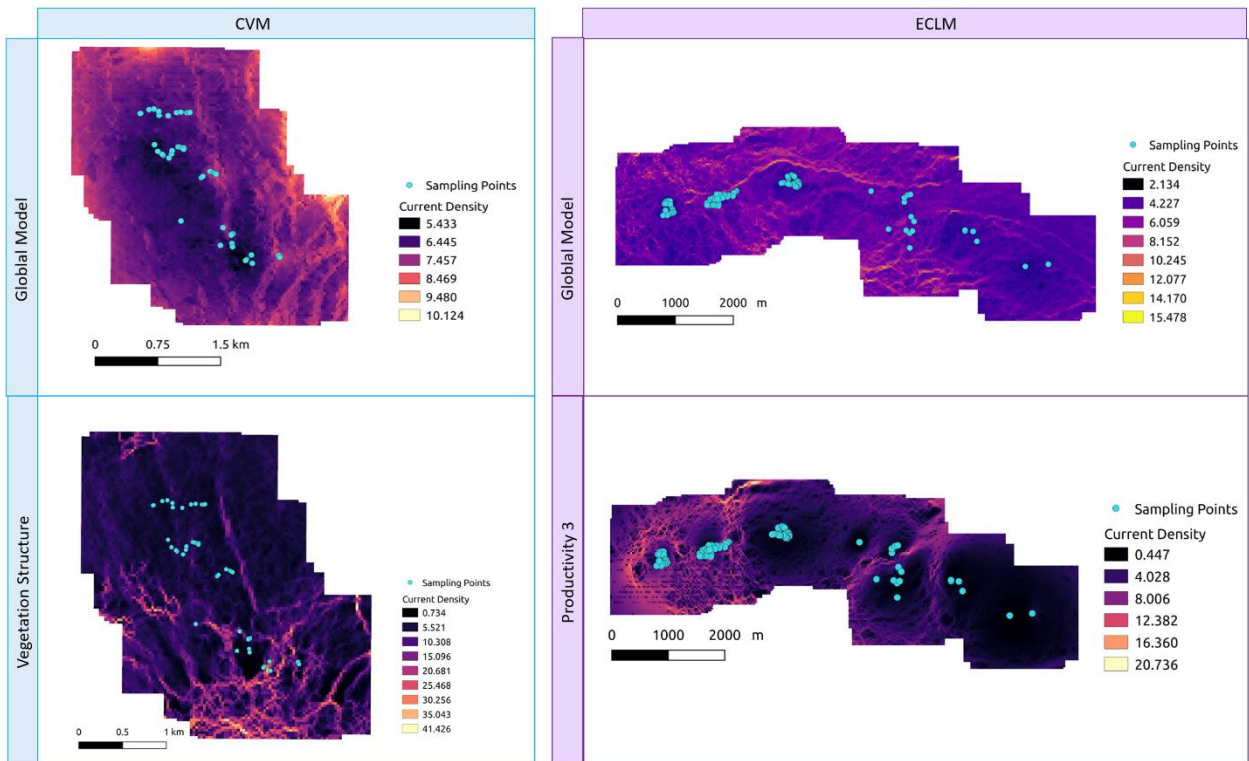 CVM
ECLM
Globlal Model
Sampling Points
Current Density
5.433
6.445
7.457
8.469
9.480
10.124
0 0.75 1.5 km
Globlal Model
Sampling Points
Current Density
2.134
4.227
6.059
8.152
10.245
12.077
14.170
15.478
0 1000 2000 m
Vegetation Structure
Sampling Points
Current Density
0.734
5.521
10.308
15.096
20.681
25.468
30.256
35.043
41.426
0 0.5 1 km
Productivity 3
Sampling Points
Current Density
0.447
4.028
8.006
12.382
16.360
20.736
0 1000 2000 m